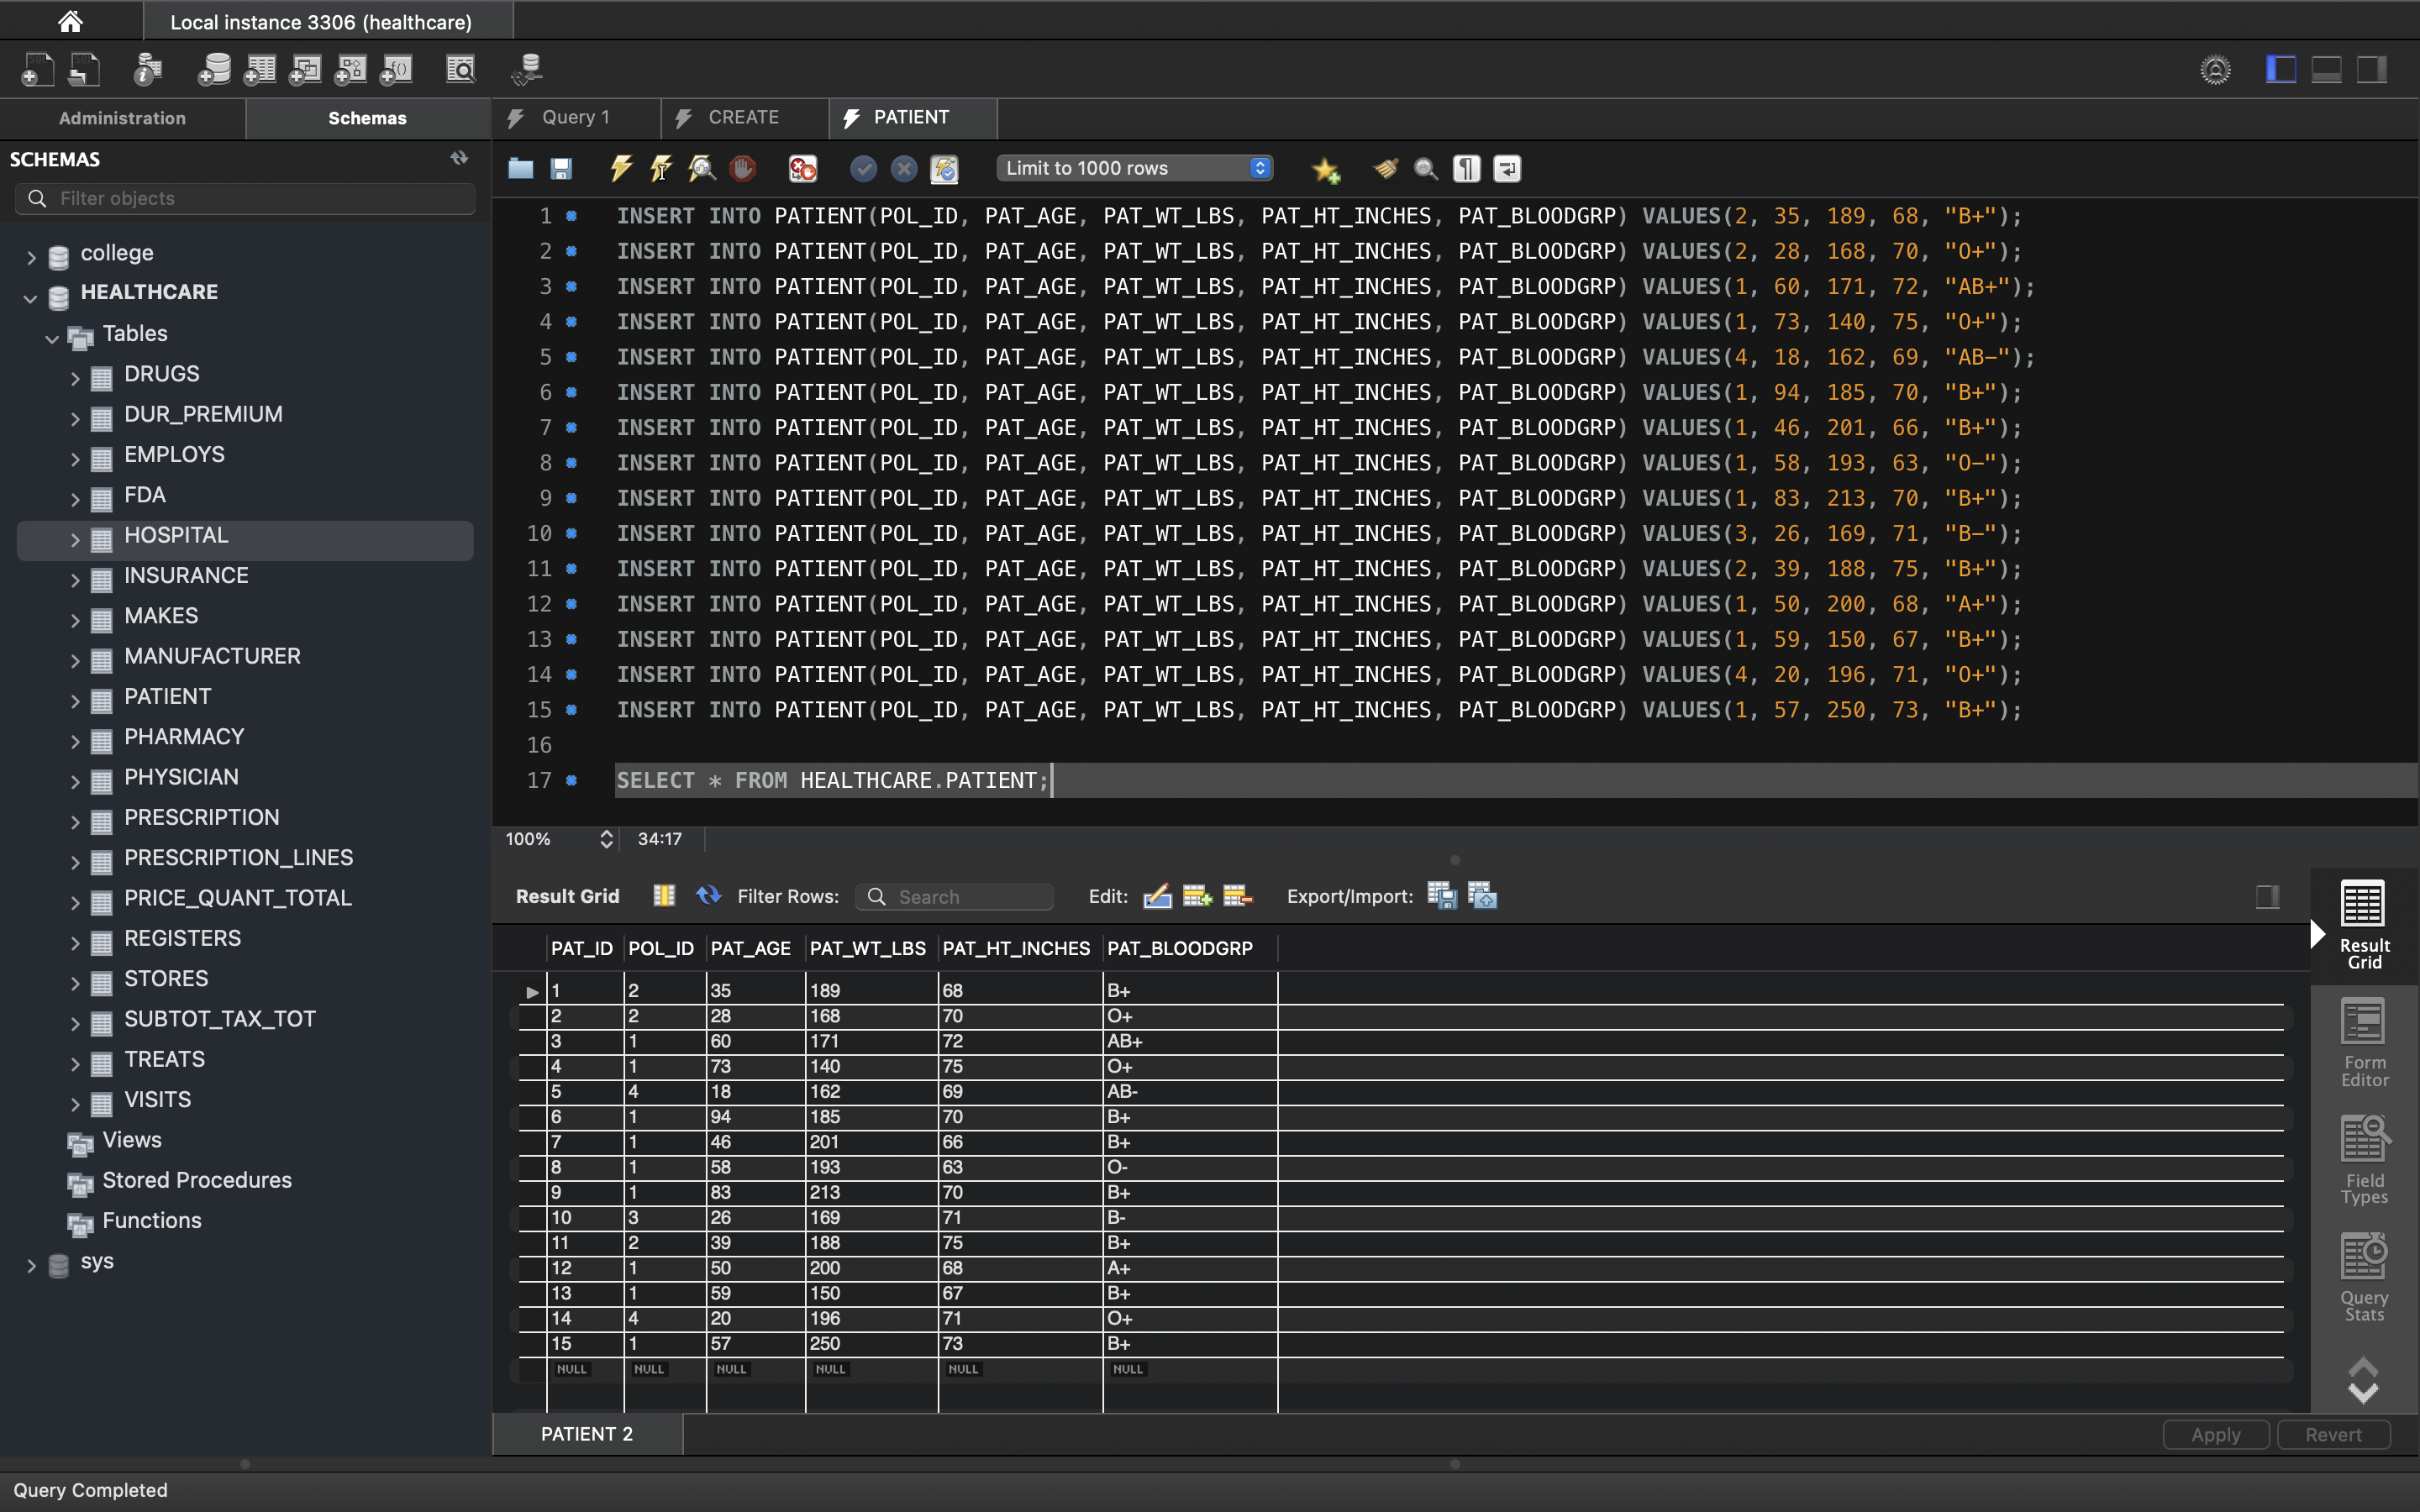 Local instance 3306 (healthcare)
Administration
Schemas
Query 1
CREATE
PATIENT
SCHEMAS
Filter objects
Limit to 1000 rows
college
HEALTHCARE
Tables
DRUGS
DUR_PREMIUM
EMPLOYS
FDA
HOSPITAL
INSURANCE
MAKES
MANUFACTURER
PATIENT
PHARMACY
PHYSICIAN
PRESCRIPTION
PRESCRIPTION_LINES
PRICE_QUANT_TOTAL
REGISTERS
STORES
SUBTOT_TAX_TOT
TREATS
VISITS
Views
Stored Procedures
Functions
sys
1 INSERT INTO PATIENT(POL_ID, PAT_AGE, PAT_WT_LBS, PAT_HT_INCHES, PAT_BLOODGRP) VALUES(2, 35, 189, 68, "B+");
2 INSERT INTO PATIENT(POL_ID, PAT_AGE, PAT_WT_LBS, PAT_HT_INCHES, PAT_BLOODGRP) VALUES(2, 28, 168, 70, "O+");
3 INSERT INTO PATIENT(POL_ID, PAT_AGE, PAT_WT_LBS, PAT_HT_INCHES, PAT_BLOODGRP) VALUES(1, 60, 171, 72, "AB+");
4 INSERT INTO PATIENT(POL_ID, PAT_AGE, PAT_WT_LBS, PAT_HT_INCHES, PAT_BLOODGRP) VALUES(1, 73, 140, 75, "O+");
5 INSERT INTO PATIENT(POL_ID, PAT_AGE, PAT_WT_LBS, PAT_HT_INCHES, PAT_BLOODGRP) VALUES(4, 18, 162, 69, "AB-");
6 INSERT INTO PATIENT(POL_ID, PAT_AGE, PAT_WT_LBS, PAT_HT_INCHES, PAT_BLOODGRP) VALUES(1, 94, 185, 70, "B+");
7 INSERT INTO PATIENT(POL_ID, PAT_AGE, PAT_WT_LBS, PAT_HT_INCHES, PAT_BLOODGRP) VALUES(1, 46, 201, 66, "B+");
8 INSERT INTO PATIENT(POL_ID, PAT_AGE, PAT_WT_LBS, PAT_HT_INCHES, PAT_BLOODGRP) VALUES(1, 58, 193, 63, "O-");
9 INSERT INTO PATIENT(POL_ID, PAT_AGE, PAT_WT_LBS, PAT_HT_INCHES, PAT_BLOODGRP) VALUES(1, 83, 213, 70, "B+");
10 INSERT INTO PATIENT(POL_ID, PAT_AGE, PAT_WT_LBS, PAT_HT_INCHES, PAT_BLOODGRP) VALUES(3, 26, 169, 71, "B-");
11 INSERT INTO PATIENT(POL_ID, PAT_AGE, PAT_WT_LBS, PAT_HT_INCHES, PAT_BLOODGRP) VALUES(2, 39, 188, 75, "B+");
12 INSERT INTO PATIENT(POL_ID, PAT_AGE, PAT_WT_LBS, PAT_HT_INCHES, PAT_BLOODGRP) VALUES(1, 50, 200, 68, "A+");
13 INSERT INTO PATIENT(POL_ID, PAT_AGE, PAT_WT_LBS, PAT_HT_INCHES, PAT_BLOODGRP) VALUES(1, 59, 150, 67, "B+");
14 INSERT INTO PATIENT(POL_ID, PAT_AGE, PAT_WT_LBS, PAT_HT_INCHES, PAT_BLOODGRP) VALUES(4, 20, 196, 71, "O+");
15 INSERT INTO PATIENT(POL_ID, PAT_AGE, PAT_WT_LBS, PAT_HT_INCHES, PAT_BLOODGRP) VALUES(1, 57, 250, 73, "B+");
16
17 SELECT * FROM HEALTHCARE.PATIENT;
100% 34:17
Result Grid Filter Rows: Search Edit: Export/Import:
PAT_ID POL_ID PAT_AGE PAT_WT_LBS PAT_HT_INCHES PAT_BLOODGRP
1 2 35 189 68 B+
2 2 28 168 70 O+
3 1 60 171 72 AB+
4 1 73 140 75 O+
5 4 18 162 69 AB-
6 1 94 185 70 B+
7 1 46 201 66 B+
8 1 58 193 63 O-
9 1 83 213 70 B+
10 3 26 169 71 B-
11 2 39 188 75 B+
12 1 50 200 68 A+
13 1 59 150 67 B+
14 4 20 196 71 O+
15 1 57 250 73 B+
NULL NULL NULL NULL NULL NULL
Result
Grid
Form
Editor
Field
Types
Query
Stats
PATIENT 2
Apply
Revert
Query Completed